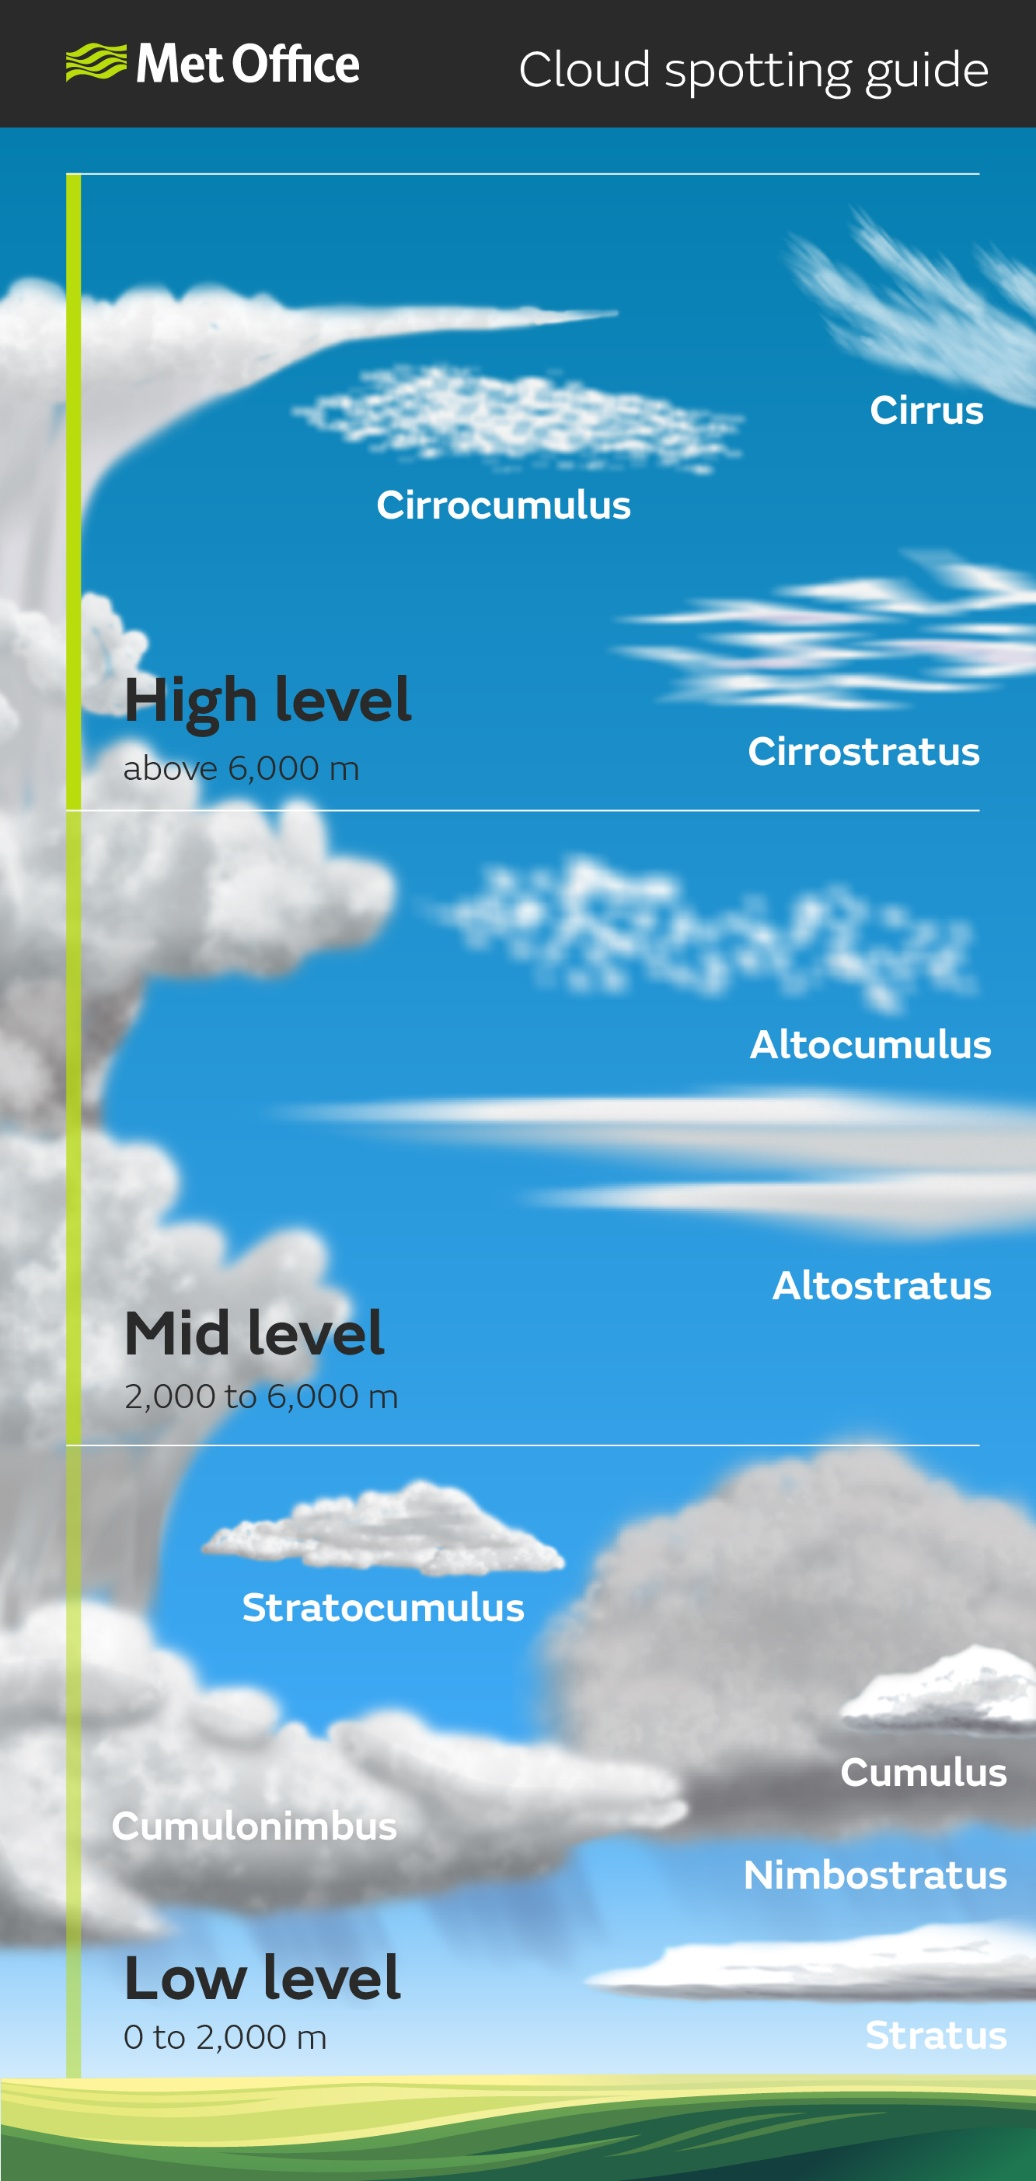 Met Office
Cloud spotting guide
Cirrus
Cirrocumulus
High level
above 6,000 m
Cirrostratus
Altocumulus
Altostratus
Mid level
2,000 to 6,000 m
Stratocumulus
Cumulus
Cumulonimbus
Nimbostratus
Low level
0 to 2,000 m
Stratus